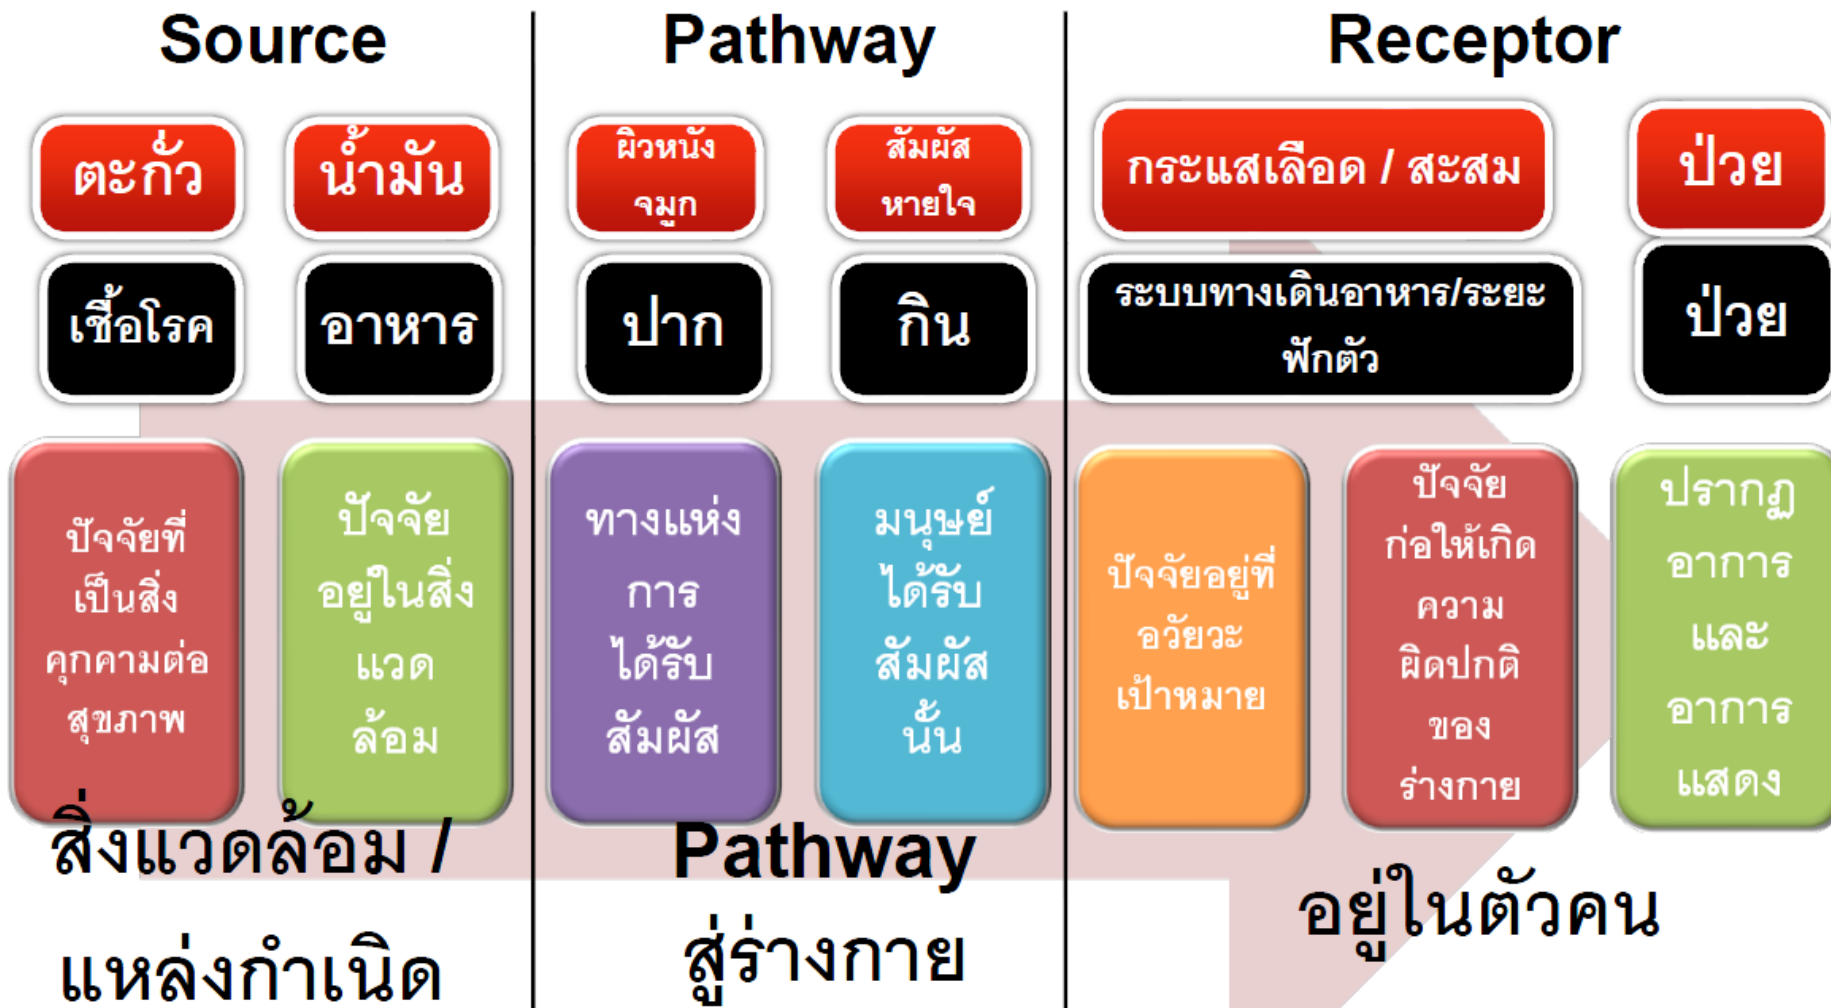 Source
Pathway
Receptor
ตะกั่ว
น้ำมัน
ผิวหนัง
จมูก
สัมผัส
หายใจ
กระแสเลือด / สะสม
ป่วย
เชื้อโรค
อาหาร
ปาก
กิน
ระบบทางเดินอาหาร/ระยะ
ฟักตัว
ป่วย
ปัจจัยที่
เป็นสิ่ง
คุกคามต่อ
สุขภาพ
ปัจจัย
อยู่ในสิ่ง
แวด
ล้อม
ทางแห่ง
การ
ได้รับ
สัมผัส
มนุษย์
ได้รับ
สัมผัส
นั้น
ปัจจัยอยู่ที่
อวัยวะ
เป้าหมาย
ปัจจัย
ก่อให้เกิด
ความ
ผิดปกติ
ของ
ร่างกาย
ปรากฏ
อาการ
และ
อาการ
แสดง
สิ่งแวดล้อม /
แหล่งกำเนิด
Pathway
สู่ร่างกาย
อยู่ในตัวคน